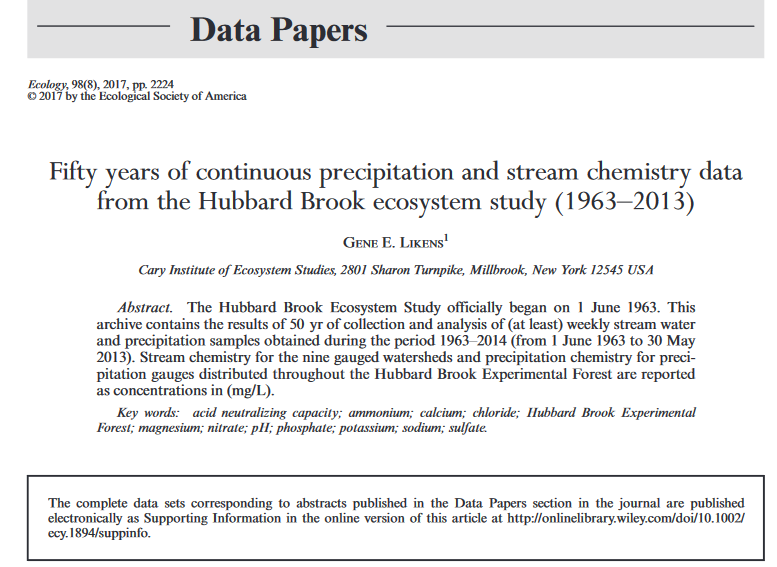 Data Papers
Ecology, 98(8), 2017, pp. 2224
© 2017 by the Ecological Society of America
Fifty years of continuous precipitation and stream chemistry data
from the Hubbard Brook ecosystem study (1963–2013)
GENE E. LIKENS¹
Cary Institute of Ecosystem Studies, 2801 Sharon Turnpike, Millbrook, New York 12545 USA
Abstract. The Hubbard Brook Ecosystem Study officially began on 1 June 1963. This
archive contains the results of 50 yr of collection and analysis of (at least) weekly stream water
and precipitation samples obtained during the period 1963–2014 (from 1 June 1963 to 30 May
2013). Stream chemistry for the nine gauged watersheds and precipitation chemistry for preci-
pitation gauges distributed throughout the Hubbard Brook Experimental Forest are reported
as concentrations in (mg/L).
Key words: acid neutralizing capacity; ammonium; calcium; chloride; Hubbard Brook Experimental
Forest; magnesium; nitrate; pH; phosphate; potassium; sodium; sulfate.
The complete data sets corresponding to abstracts published in the Data Papers section in the journal are published
electronically as Supporting Information in the online version of this article at http://onlinelibrary.wiley.com/doi/10.1002/
ecy.1894/suppinfo.